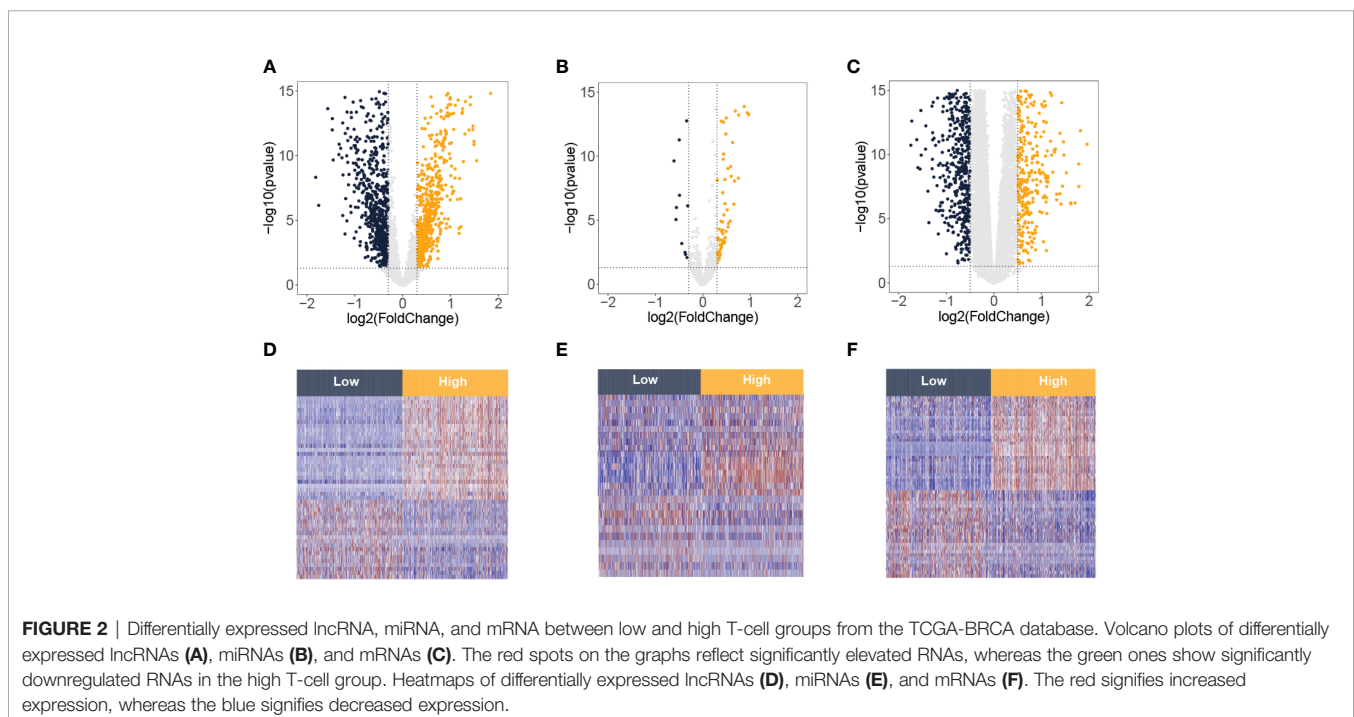 A
B
C
15
10
5
0
−log10(pvalue)
−2 −1 0 1 2
log2(FoldChange)
15
10
5
0
−log10(pvalue)
−2 −1 0 1 2
log2(FoldChange)
15
10
5
0
−log10(pvalue)
−2 −1 0 1 2
log2(FoldChange)
D
E
F
Low High
Low High
Low High
FIGURE 2 | Differentially expressed lncRNA, miRNA, and mRNA between low and high T-cell groups from the TCGA-BRCA database. Volcano plots of differentially
expressed lncRNAs (A), miRNAs (B), and mRNAs (C). The red spots on the graphs reflect significantly elevated RNAs, whereas the green ones show significantly
downregulated RNAs in the high T-cell group. Heatmaps of differentially expressed lncRNAs (D), miRNAs (E), and mRNAs (F). The red signifies increased
expression, whereas the blue signifies decreased expression.